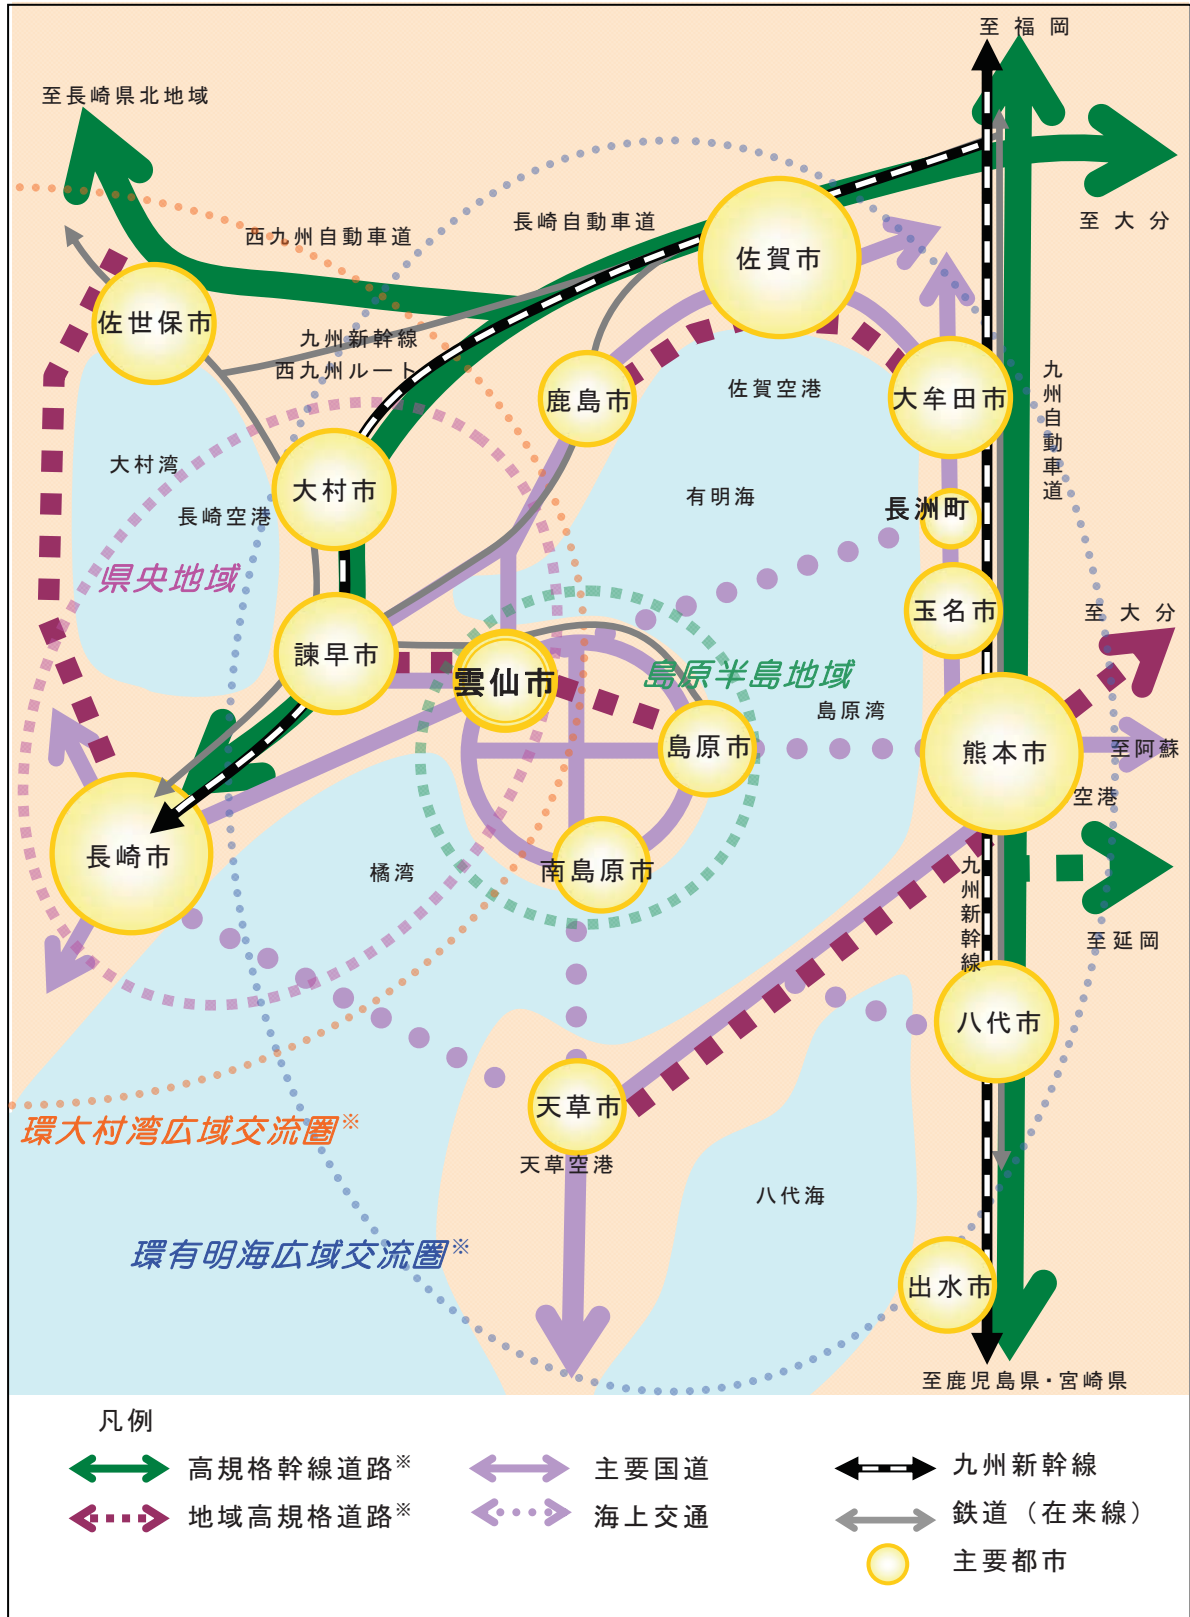 至福岡
至長崎県北地域
至大分
長崎自動車道
西九州自動車道
佐賀市
佐世保市
九州新幹線
西九州ルート
九州自動車道
佐賀空港
鹿島市
大牟田市
大村湾
大村市
有明海
長洲町
長崎空港
県央地域
玉名市
至大分
諫早市
雲仙市
島原半島地域
島原湾
島原市
熊本市
至阿蘇
空港
長崎市
橘湾
南島原市
九州新幹線
至延岡
八代市
天草市
環大村湾広域交流圏※
天草空港
八代海
環有明海広域交流圏※
出水市
至鹿児島県・宮崎県
凡例
高規格幹線道路※
主要国道
九州新幹線
地域高規格道路※
海上交通
鉄道（在来線）
主要都市